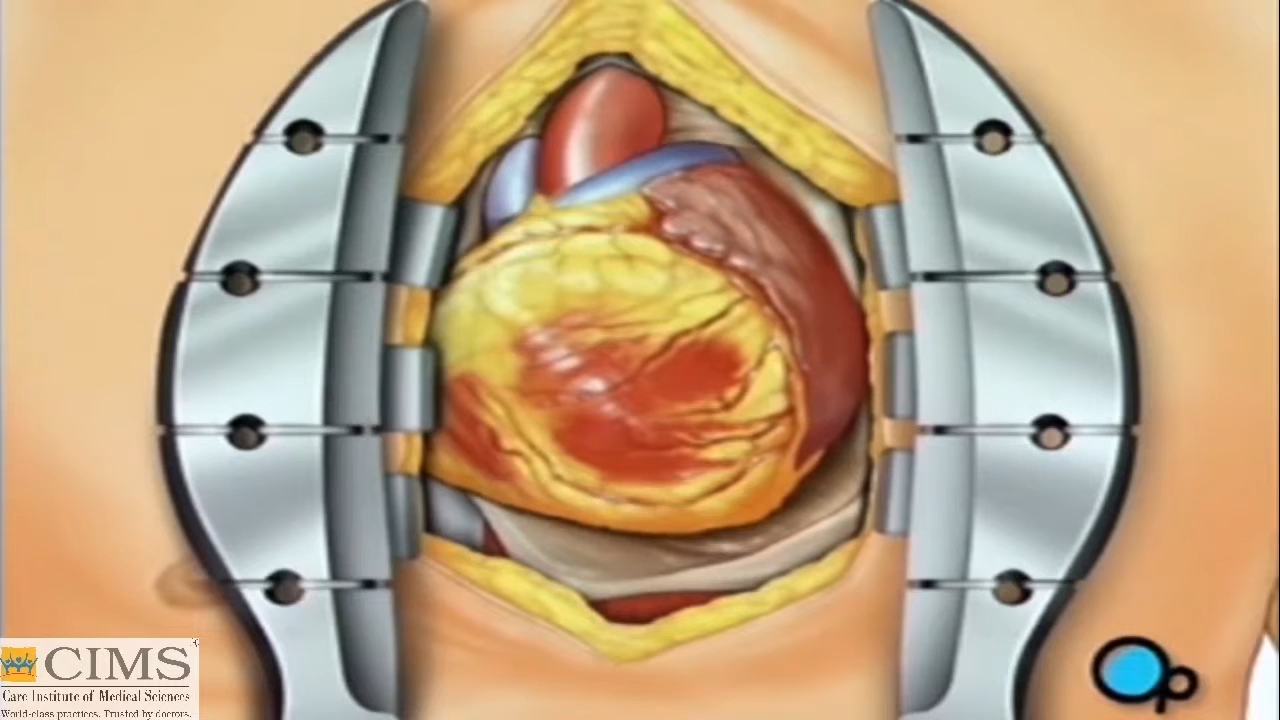 CIMS
Care Institute of Medical Sciences
World-class practices. Trusted by doctors.